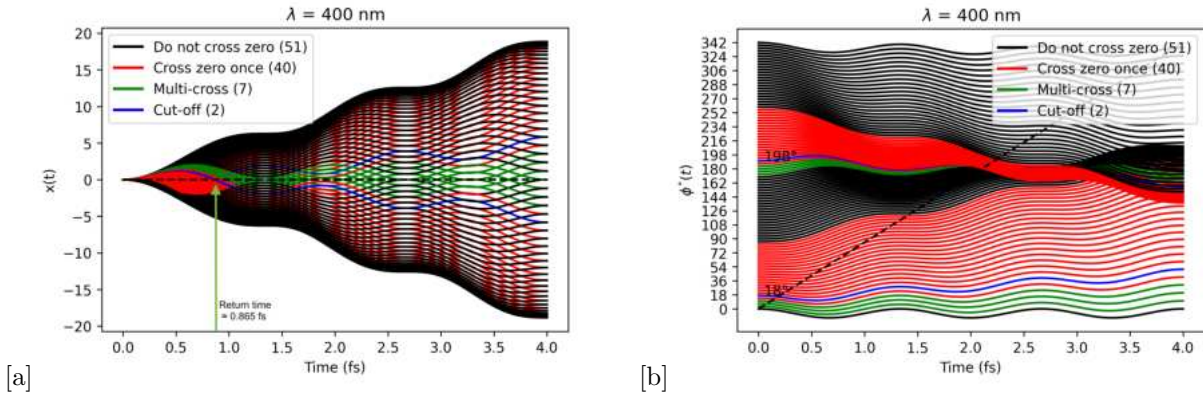 λ = 400 nm
20
15
10
5
0
−5
−10
−15
−20
x(t)
Do not cross zero (51)
Cross zero once (40)
Multi-cross (7)
Cut-off (2)
Return time
= 0.865 fs
0.0 0.5 1.0 1.5 2.0 2.5 3.0 3.5 4.0
Time (fs)
[a]
λ = 400 nm
342
324
306
288
270
252
234
216
198
180
162
144
126
108
90
72
54
36
18
0
ϕ°(t)
Do not cross zero (51)
Cross zero once (40)
Multi-cross (7)
Cut-off (2)
198°
18°
0.0 0.5 1.0 1.5 2.0 2.5 3.0 3.5 4.0
Time (fs)
[b]